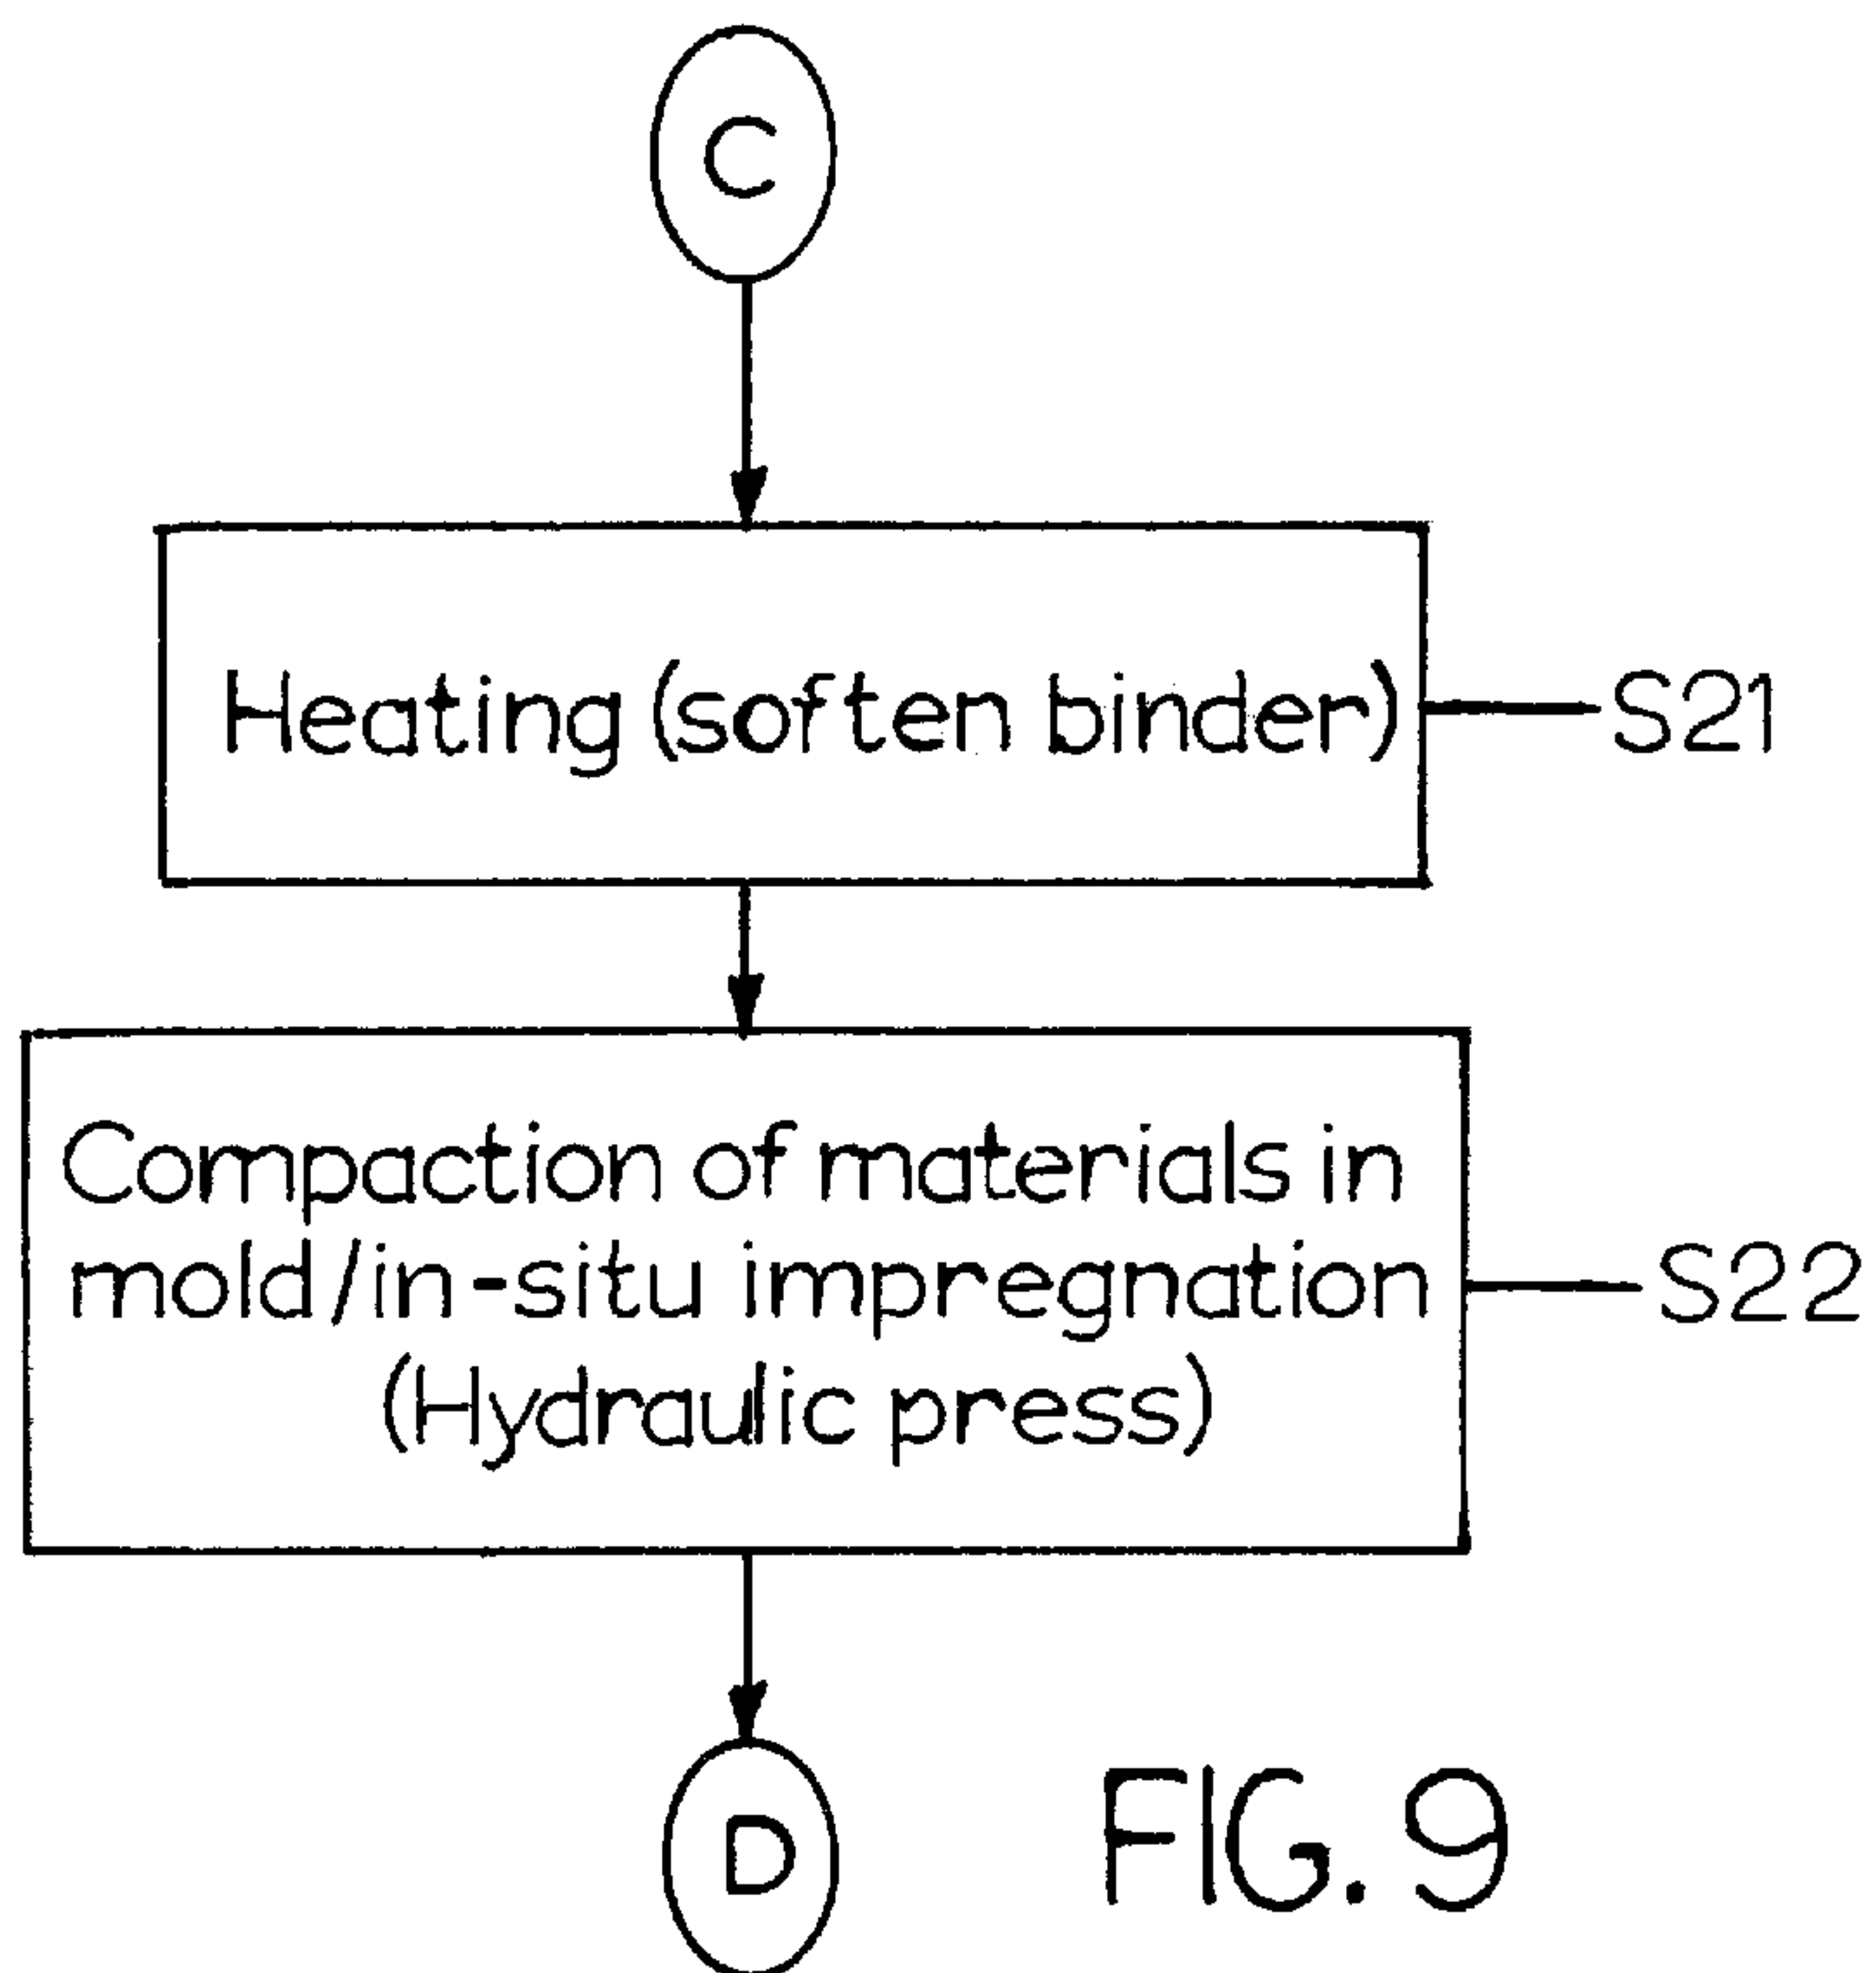 C
Heating (soften binder)
S21
Compaction of materials in
mold/in-situ impregnation
(Hydraulic press)
S22
D
FIG. 9